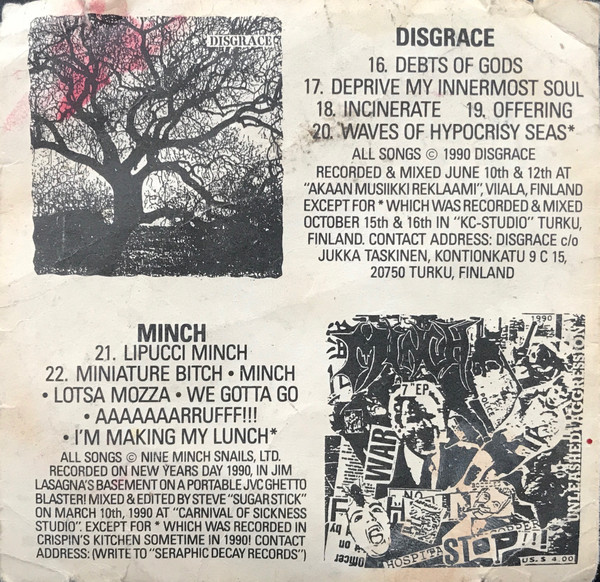 DISGRACE
DISGRACE
16. DEBTS OF GODS
17. DEPRIVE MY INNERMOST SOUL
18. INCINERATE 19. OFFERING
20. WAVES OF HYPOCRISY SEAS*
ALL SONGS © 1990 DISGRACE
RECORDED & MIXED JUNE 10th & 12th AT
"AKAAN MUSIIKKI REKLAAMI", VIIALA, FINLAND
EXCEPT FOR * WHICH WAS RECORDED & MIXED
OCTOBER 15th & 16th IN "KC-STUDIO" TURKU,
FINLAND. CONTACT ADDRESS: DISGRACE c/o
JUKKA TASKINEN, KONTIONKATU 9 C 15,
20750 TURKU, FINLAND
MINCH
21. LIPUCCI MINCH
22. MINIATURE BITCH • MINCH
• LOTSA MOZZA • WE GOTTA GO
• AAAAAAARRUFFF!!!
• I'M MAKING MY LUNCH*
ALL SONGS © NINE MINCH SNAILS, LTD.
RECORDED ON NEW YEARS DAY 1990, IN JIM
LASAGNA'S BASEMENT ON A PORTABLE JVC GHETTO
BLASTER! MIXED & EDITED BY STEVE "SUGAR STICK"
ON MARCH 10th, 1990 AT "CARNIVAL OF SICKNESS
STUDIO". EXCEPT FOR * WHICH WAS RECORDED IN
CRISPIN'S KITCHEN SOMETIME IN 1990! CONTACT
ADDRESS: (WRITE TO "SERAPHIC DECAY RECORDS")
1990
MINCH
7" EP
WAR
UNLEASHED AGGRESSION
HOSPITA
STOP!!!
Officer
U.S. $ 4.00